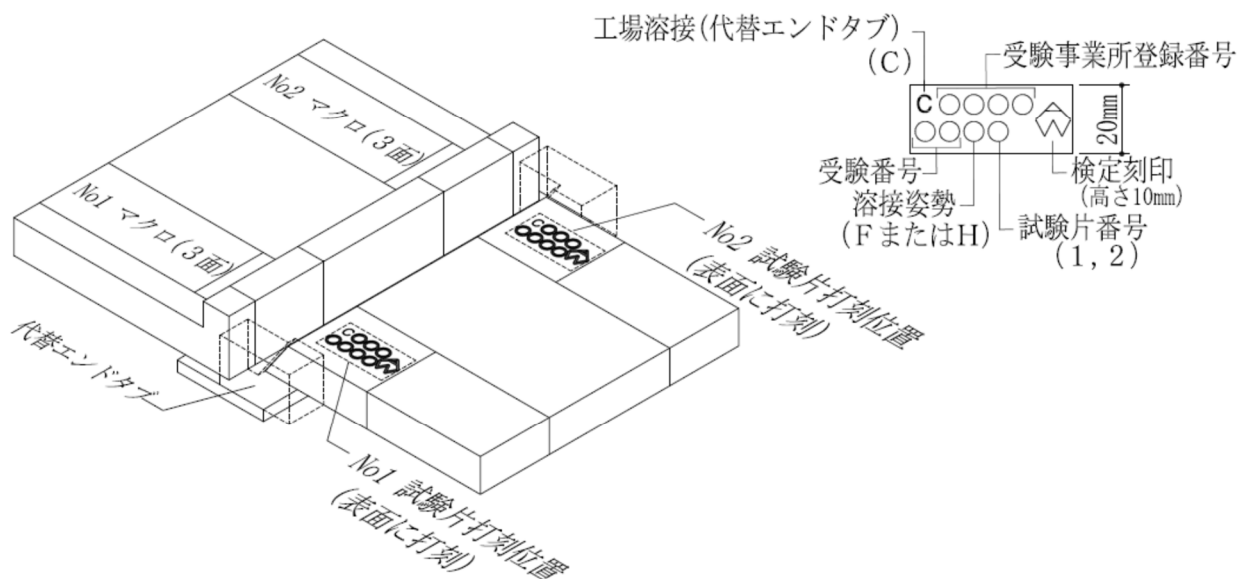 工場溶接(代替エンドタブ)
(C)
受験事業所登録番号
C○○○○
○○○○
20mm
受験番号
溶接姿勢
(FまたはH)
検定刻印
(高さ10mm)
試験片番号
(1, 2)
No2 マクロ(3面)
No1 マクロ(3面)
C○○○
○○○○
No2 試験片打刻位置
(表面に打刻)
C○○○
○○○○
代替エンドタブ
No1 試験片打刻位置
(表面に打刻)